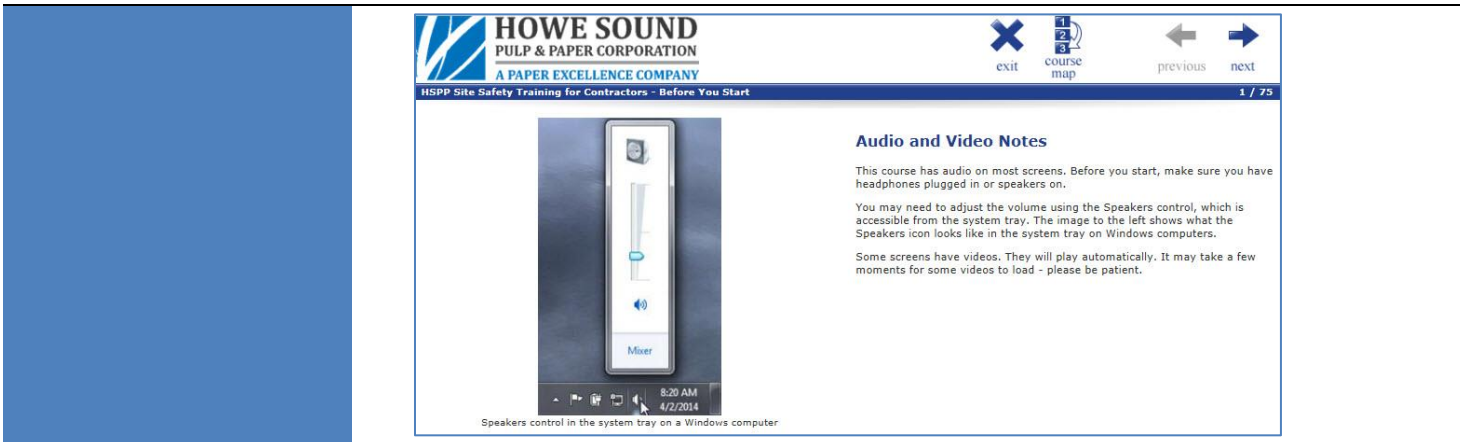 HOWE SOUND
PULP & PAPER CORPORATION
A PAPER EXCELLENCE COMPANY
exit
1
2
3
course
map
previous
next
HSPP Site Safety Training for Contractors - Before You Start
1 / 75
Mixer
8:20 AM
4/2/2014
Speakers control in the system tray on a Windows computer
Audio and Video Notes
This course has audio on most screens. Before you start, make sure you have
headphones plugged in or speakers on.
You may need to adjust the volume using the Speakers control, which is
accessible from the system tray. The image to the left shows what the
Speakers icon looks like in the system tray on Windows computers.
Some screens have videos. They will play automatically. It may take a few
moments for some videos to load - please be patient.